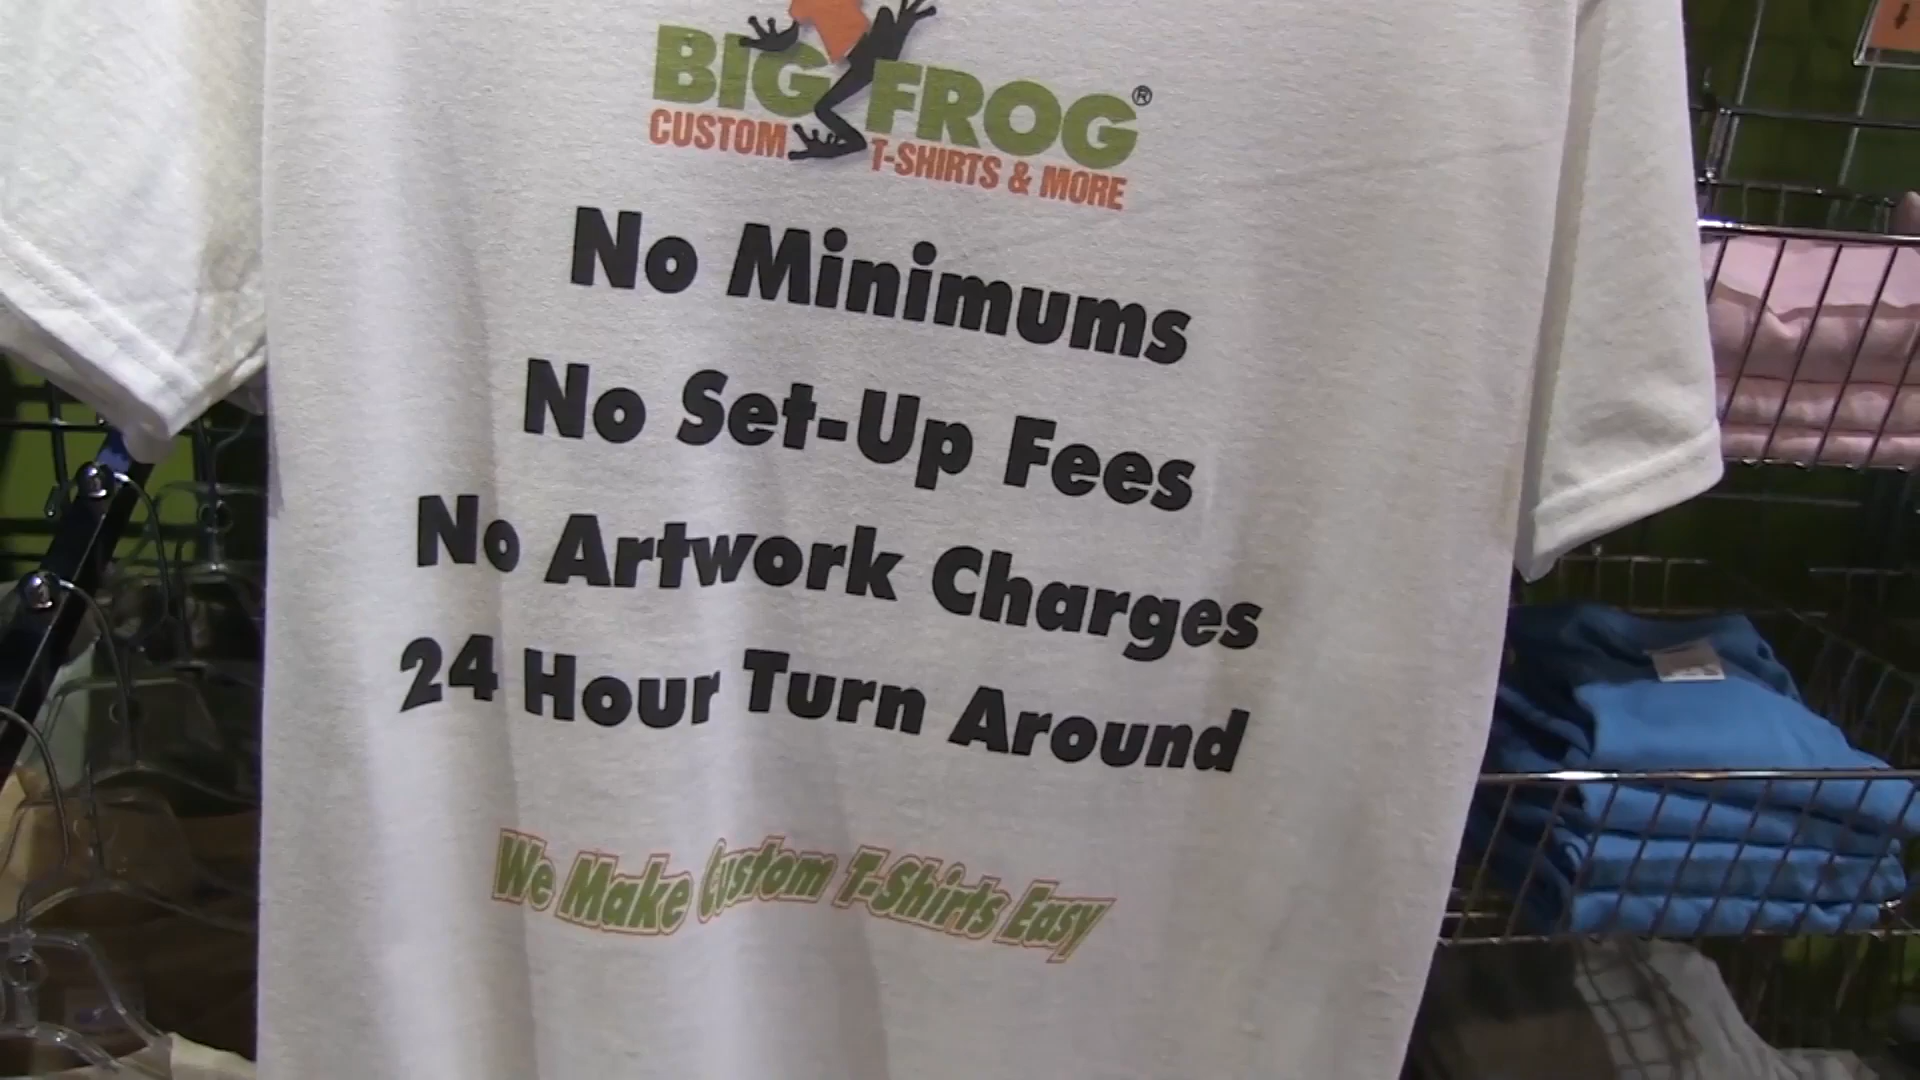 BIG FROG®
CUSTOM T-SHIRTS & MORE
No Minimums
No Set-Up Fees
No Artwork Charges
24 Hour Turn Around
We Make Custom T-Shirts Easy